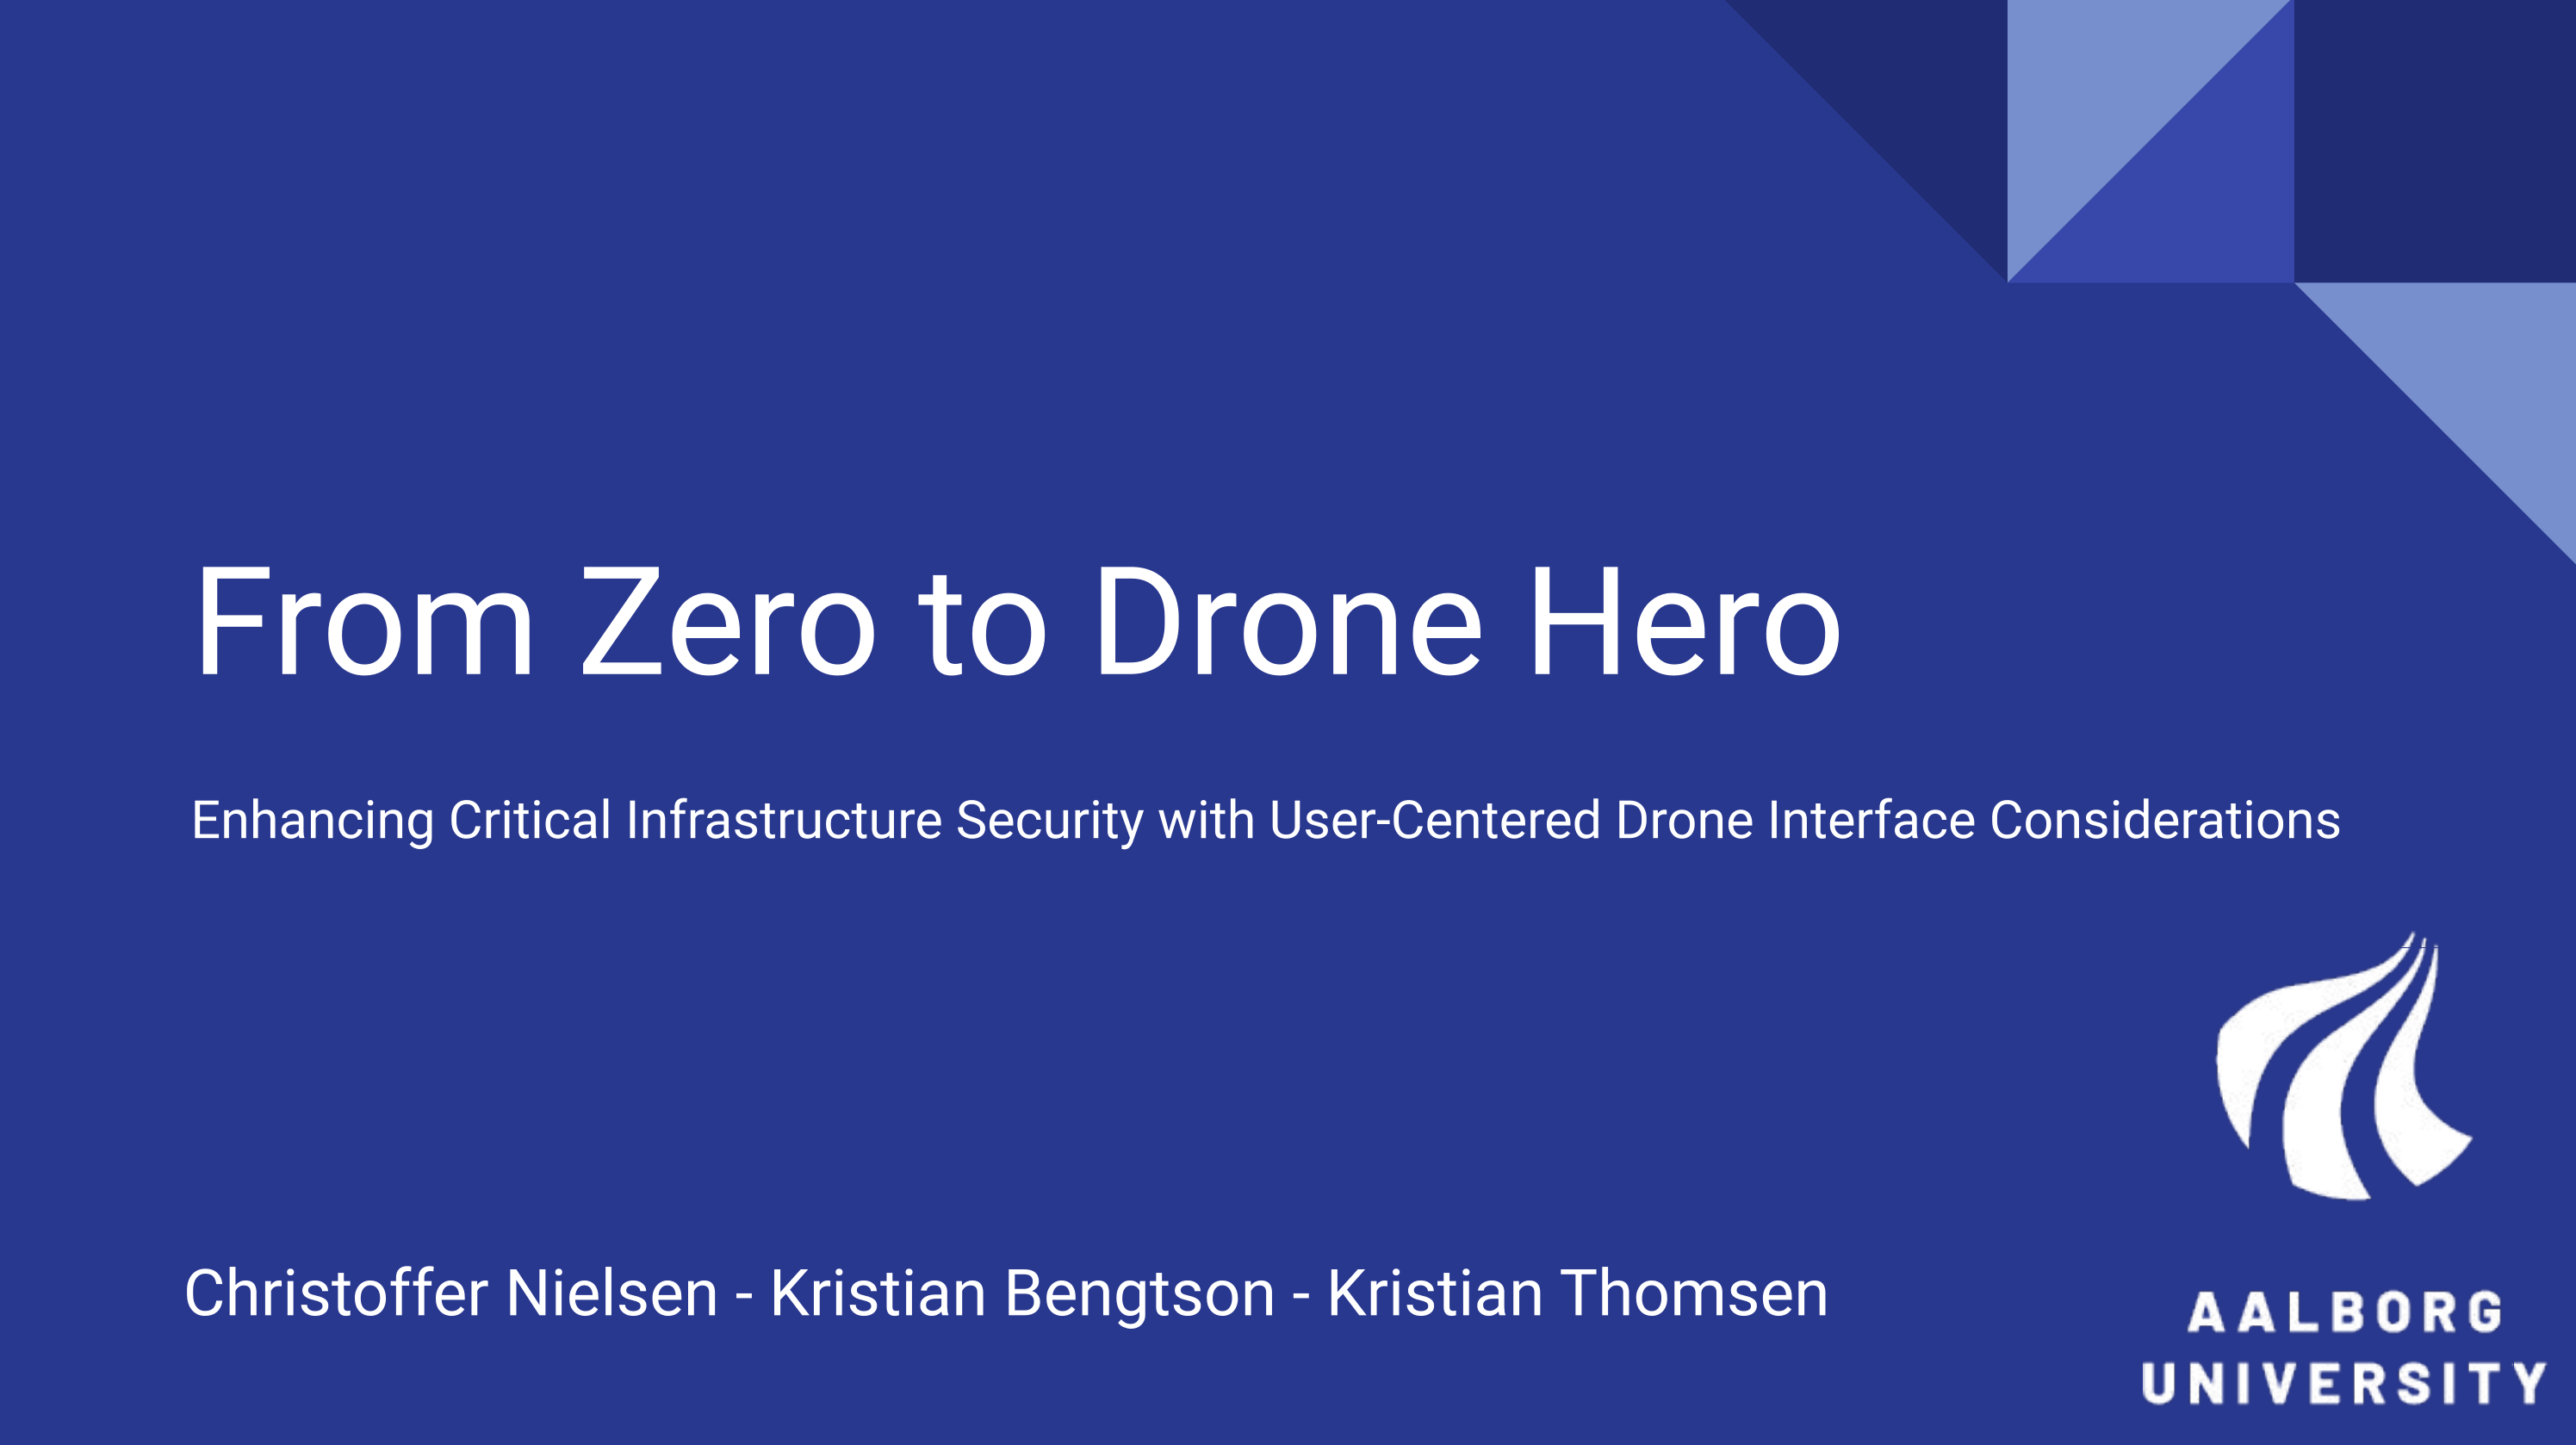 From Zero to Drone Hero
Enhancing Critical Infrastructure Security with User-Centered Drone Interface Considerations
Christoffer Nielsen - Kristian Bengtson - Kristian Thomsen
AALBORG
UNIVERSITY